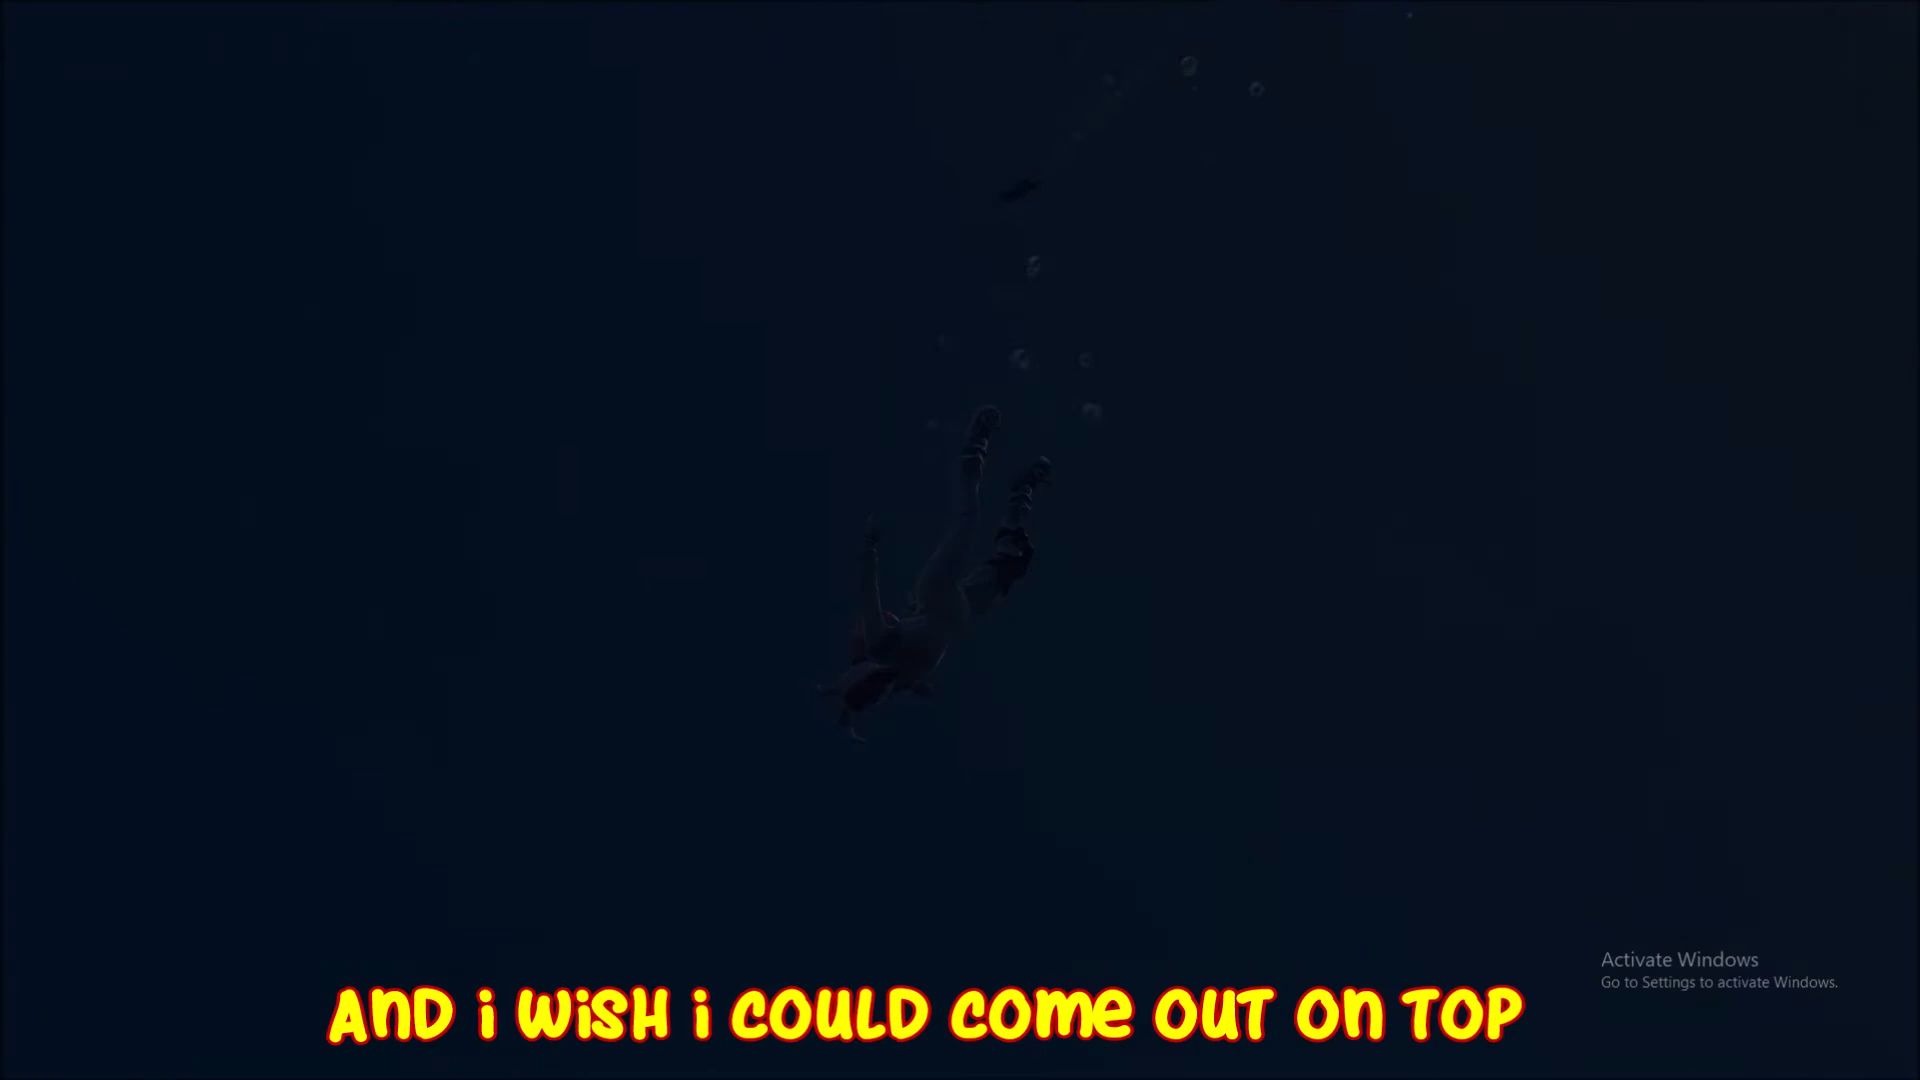 Activate Windows
Go to Settings to activate Windows.
AND i WiSH i COULD COME OUT ON TOP